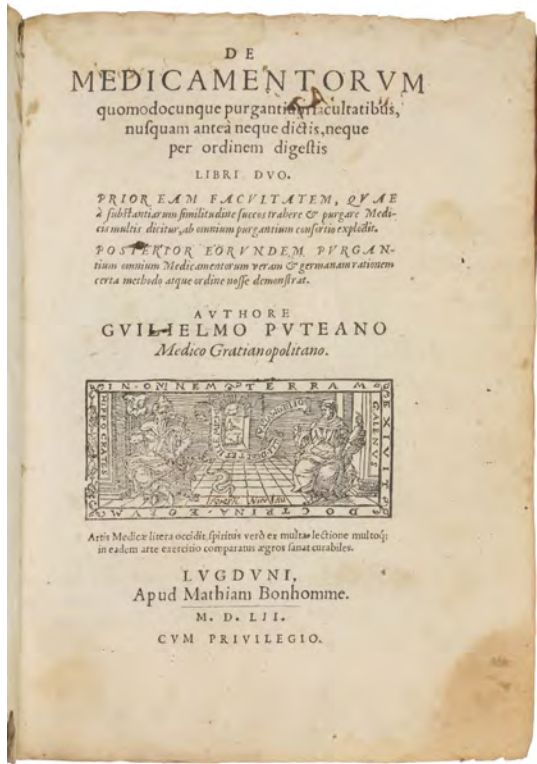 DE
MEDICAMENTORVM
quomodocunque purgantium facultatibus,
nusquam anteà neque dictis, neque
per ordinem digestis
LIBRI DVO.
PRIOR EAM FACVLTATEM, QVAE
à substantiarum similitudine succos trahere & purgare Medi-
cis multis dicitur, ab omnium purgantium consortio explodit.
POSTERIOR EORVNDEM PVRGAN-
tium omnium Medicamentorum veram & germanam rationem
certa methodo atque ordine nosse demonstrat.
AVTHORE
GVILIELMO PVTEANO
Medico Gratianopolitano.
IN OMNEM TERRAM
EXIVIT
DOCTRINA EORVM
HIPPOCRATES
GALENVS
Artis Medicæ litera occidit, spiritus verò ex multa lectione multoq;
in eadem arte exercitio comparatus ægros sanat curabiles.
LVGDVNI,
Apud Mathiam Bonhomme.
M. D. LII.
CVM PRIVILEGIO.